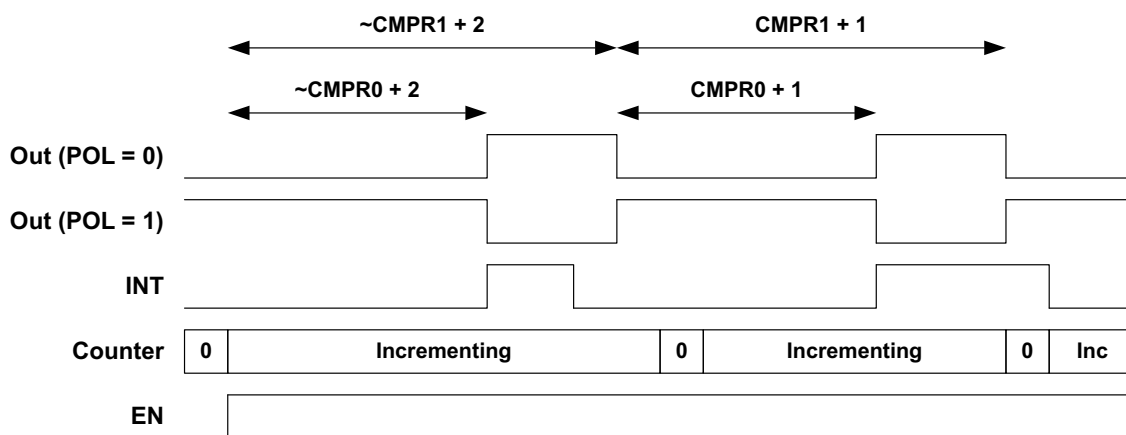 ~CMPR1 + 2 CMPR1 + 1
~CMPR0 + 2 CMPR0 + 1
Out (POL = 0)
Out (POL = 1)
INT
Counter 0 Incrementing 0 Incrementing 0 Inc
EN